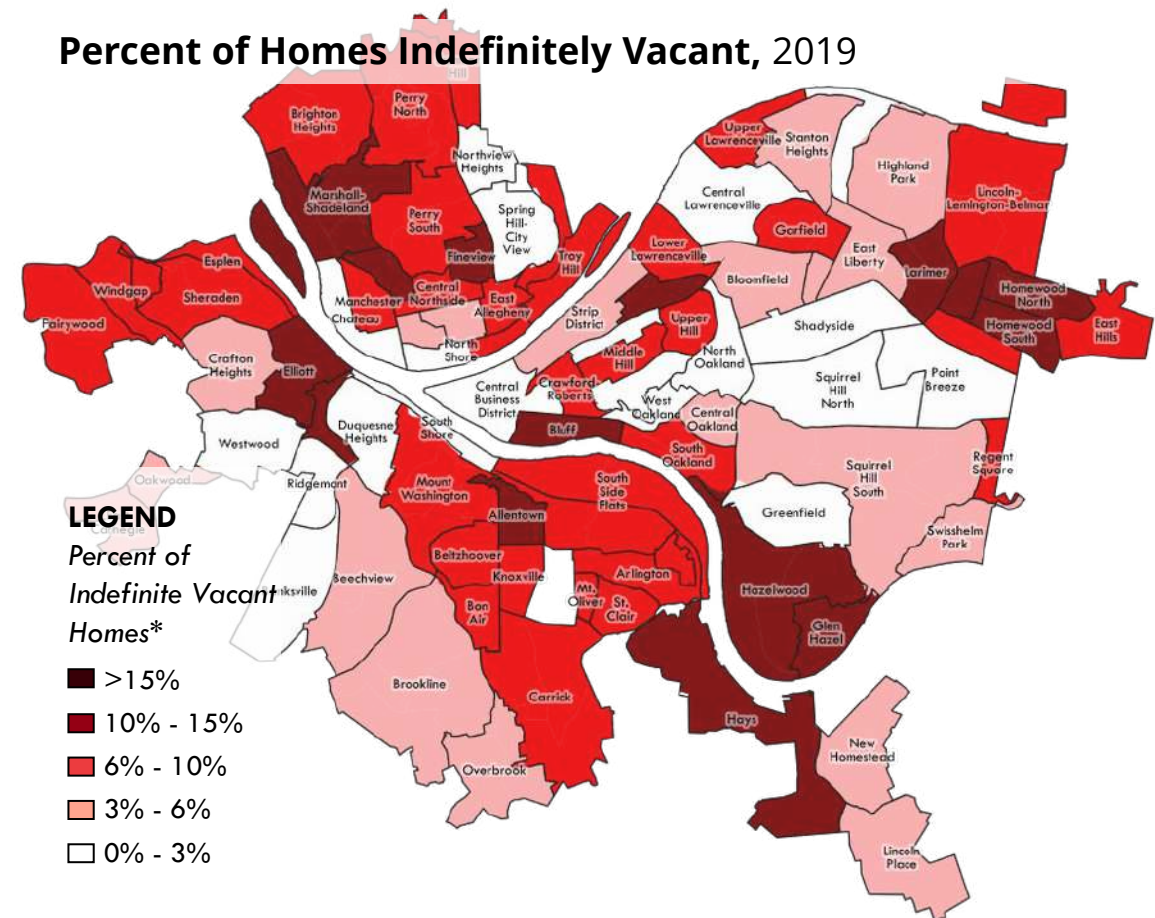 Percent of Homes Indefinitely Vacant, 2019
Hill
Perry
North
Brighton
Heights
Northview
Heights
Marshall-
Shadeland
Perry
South
Spring
Hill-
City
View
Fineview
Troy
Hill
Upper
Lawrenceville
Stanton
Heights
Highland
Park
Lincoln-
Lemington-Belmar
Central
Lawrenceville
Garfield
Lower
Lawrenceville
East
Liberty
Larimer
Bloomfield
Homewood
North
Homewood
South
East
Hills
Esplen
Windgap
Sheraden
Fairywood
Manchester
Chateau
Central
Northside
East
Allegheny
North
Shore
Strip
District
Upper
Hill
Middle
Hill
North
Oakland
Shadyside
Squirrel
Hill
North
Point
Breeze
Crafton
Heights
Elliott
Central
Business
District
Crawford-
Roberts
West
Oakland
Central
Oakland
Bluff
South
Oakland
Westwood
Duquesne
Heights
South
Shore
Oakwood
Ridgemont
Mount
Washington
South
Side
Flats
Squirrel
Hill
South
Regent
Square
Allentown
Greenfield
Swisshelm
Park
Carnegie
Beltzhoover
Knoxville
Arlington
nksville
Beechview
Bon
Air
Mt.
Oliver
St.
Clair
Hazelwood
Glen
Hazel
Brookline
Carrick
Hays
New
Homestead
Overbrook
Lincoln
Place
LEGEND
Percent of
Indefinite Vacant
Homes*
>15%
10% - 15%
6% - 10%
3% - 6%
0% - 3%